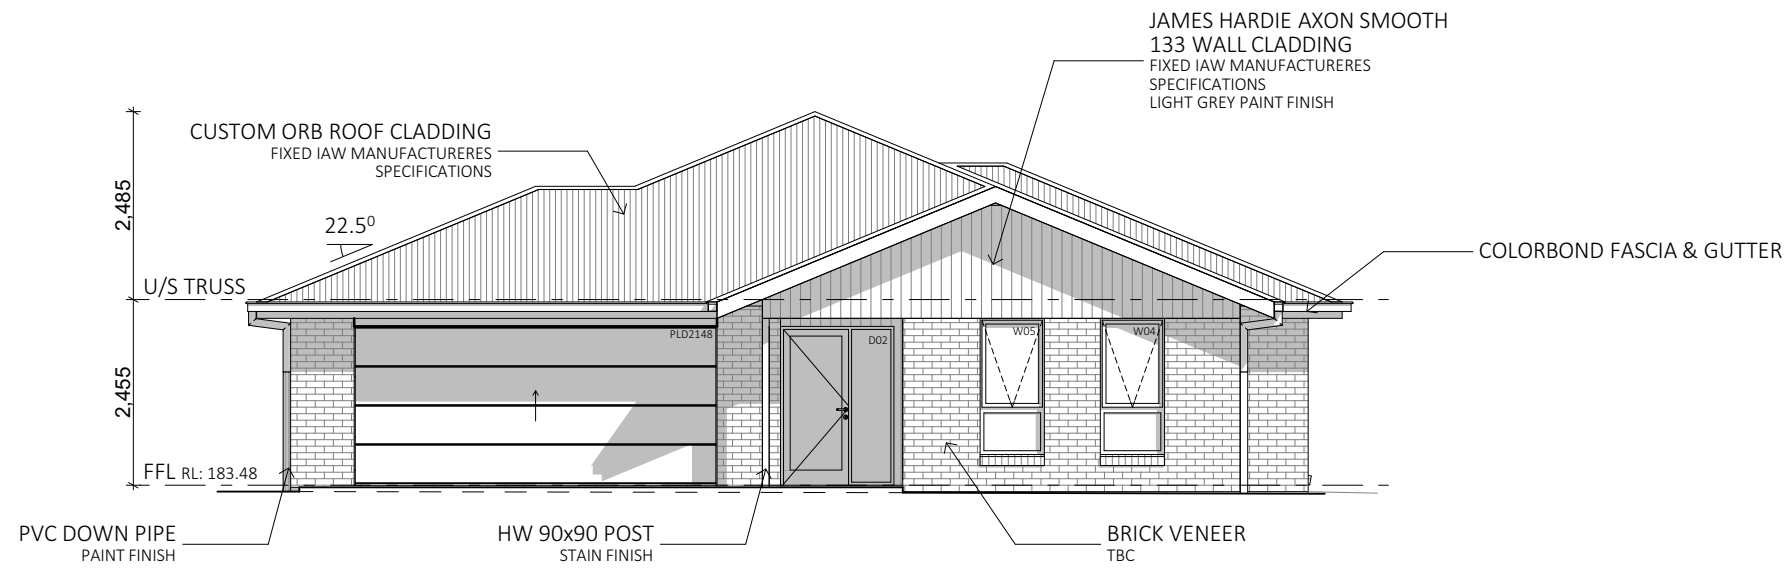 JAMES HARDIE AXON SMOOTH
133 WALL CLADDING
FIXED IAW MANUFACTURERES
SPECIFICATIONS
LIGHT GREY PAINT FINISH
CUSTOM ORB ROOF CLADDING
FIXED IAW MANUFACTURERES
SPECIFICATIONS
2,485
22.5⁰
COLORBOND FASCIA & GUTTER
U/S TRUSS
PLD2148
D02
W05
W04
2,455
FFL RL: 183.48
PVC DOWN PIPE
PAINT FINISH
HW 90x90 POST
STAIN FINISH
BRICK VENEER
TBC